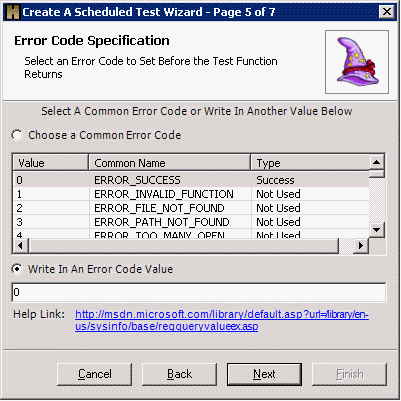 Create A Scheduled Test Wizard - Page 5 of 7
Error Code Specification
Select an Error Code to Set Before the Test Function
Returns
Select A Common Error Code or Write In Another Value Below
Choose a Common Error Code
Value Common Name Type
0 ERROR_SUCCESS Success
1 ERROR_INVALID_FUNCTION Not Used
2 ERROR_FILE_NOT_FOUND Not Used
3 ERROR_PATH_NOT_FOUND Not Used
4 ERROR_TOO_MANY_OPEN Not Used
Write In An Error Code Value
0
Help Link: http://msdn.microsoft.com/library/default.asp?url=/library/en-
us/sysinfo/base/regqueryvalueex.asp
Cancel Back Next Finish